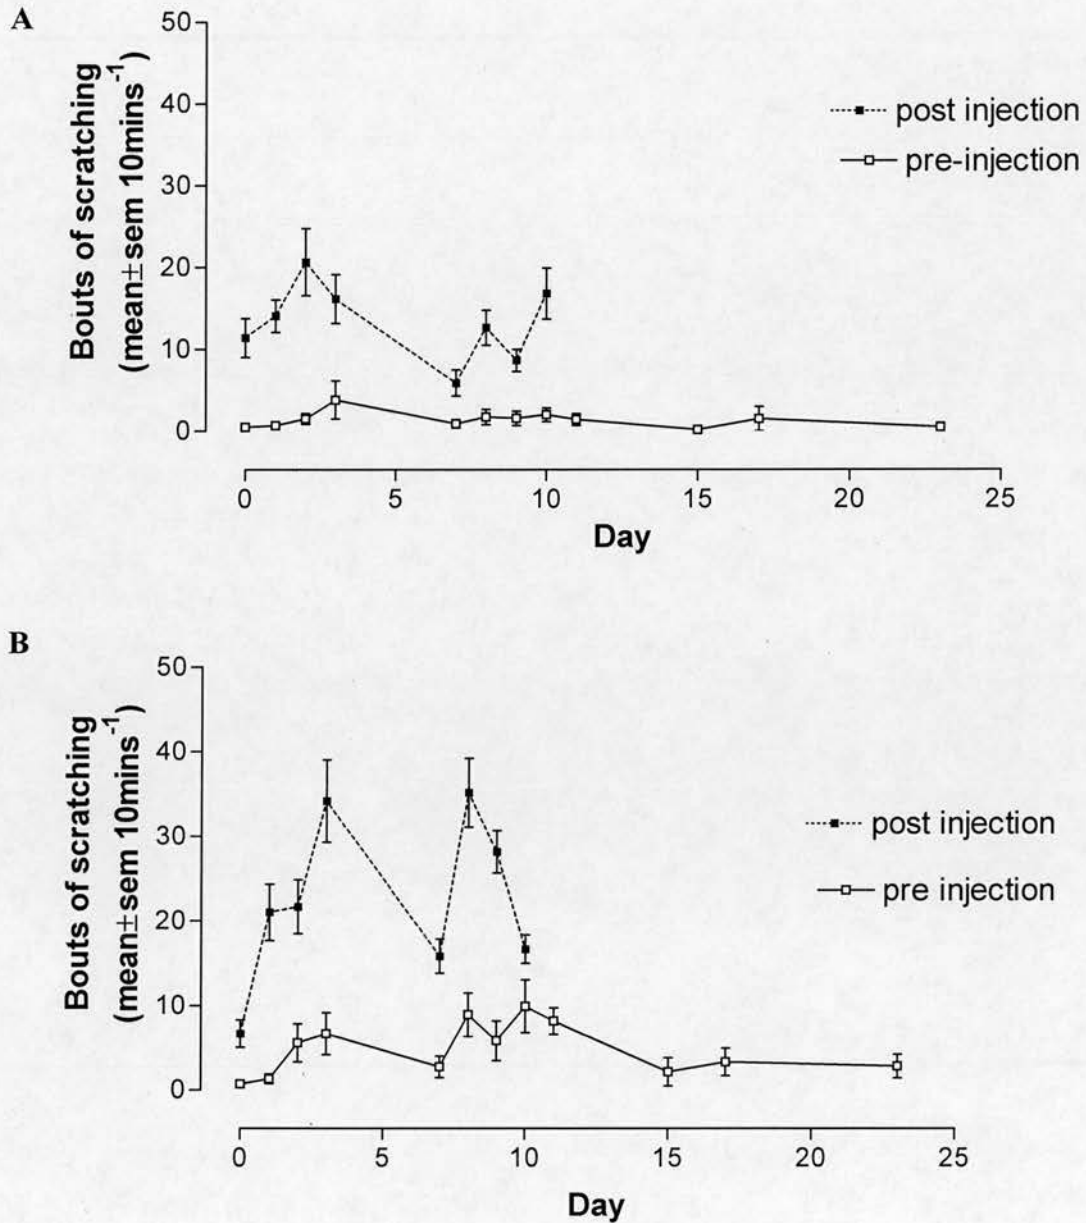 A
50
40
30
20
10
0
Bouts of scratching
(mean±sem 10mins⁻¹)
post injection
pre-injection
0 5 10 15 20 25
Day
B
50
40
30
20
10
0
Bouts of scratching
(mean±sem 10mins⁻¹)
post injection
pre injection
0 5 10 15 20 25
Day